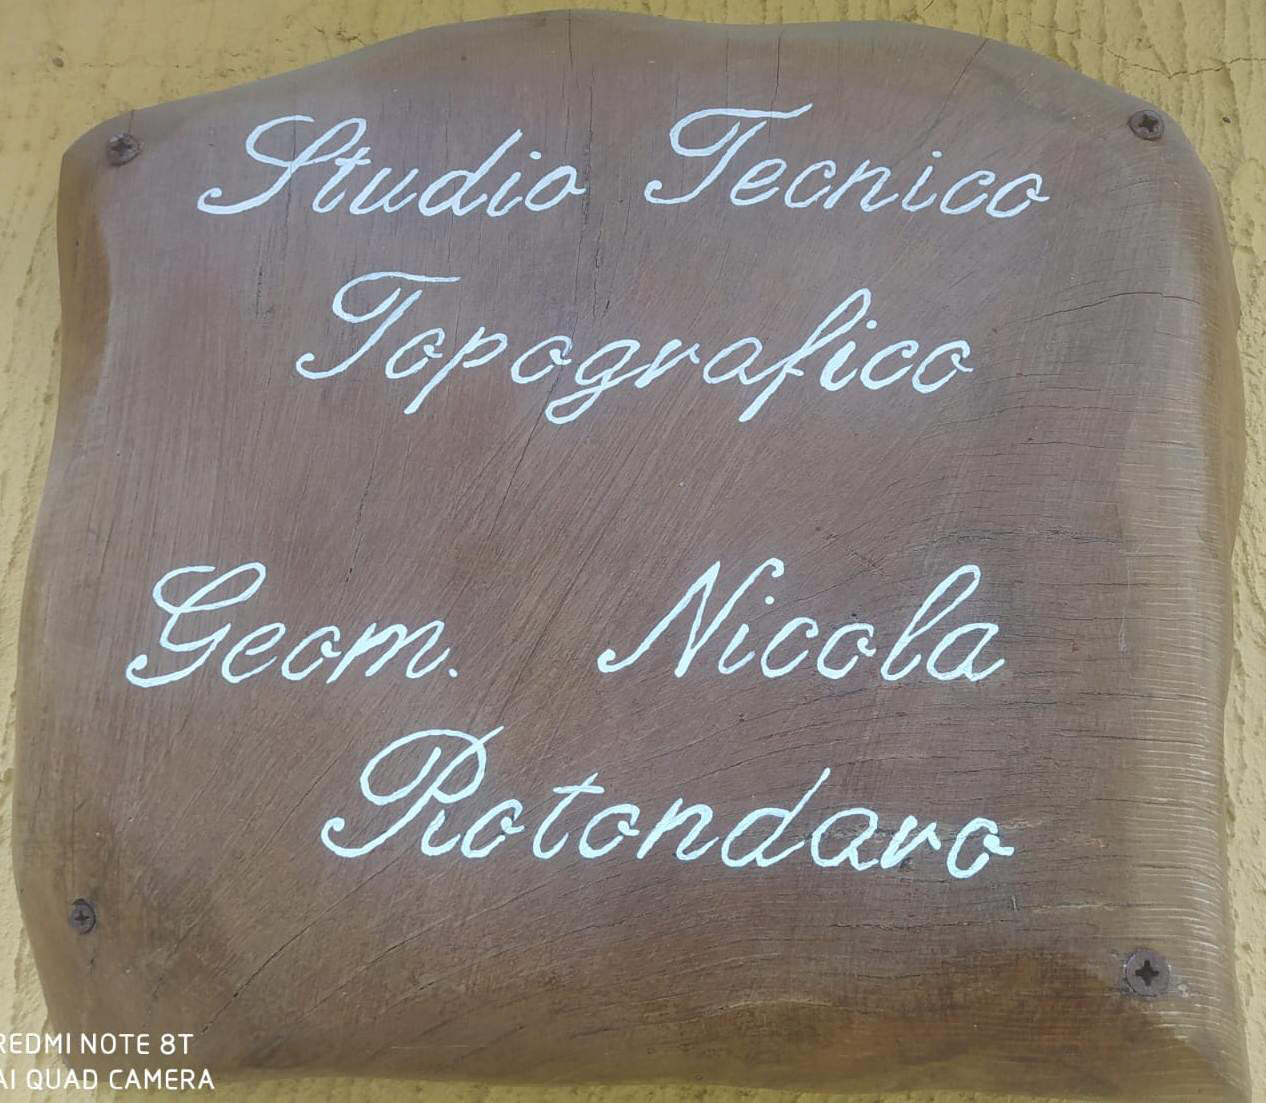 Studio Tecnico
Topografico
Geom. Nicola
Rotondaro
REDMI NOTE 8T
AI QUAD CAMERA